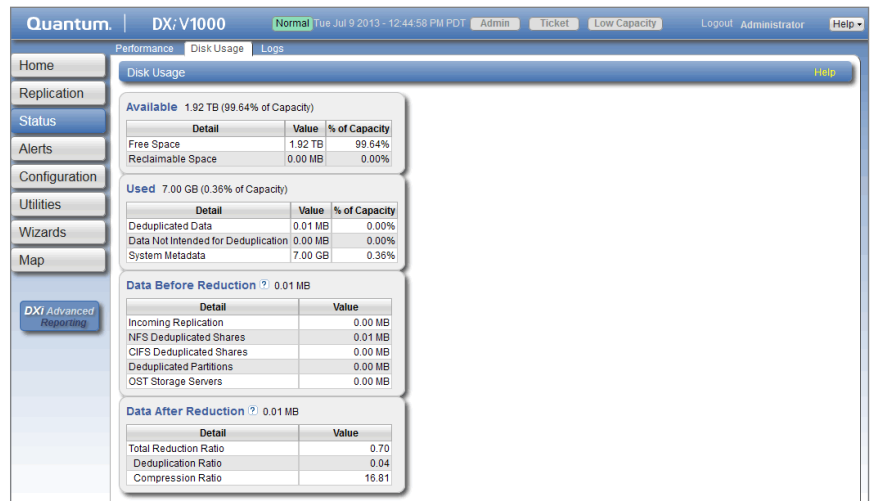 Quantum. DXi V1000 Normal Tue Jul 9 2013 - 12:44:58 PM PDT Admin Ticket Low Capacity Logout Administrator Help
Performance Disk Usage Logs
Home
Replication
Status
Alerts
Configuration
Utilities
Wizards
Map
DXi Advanced
Reporting
Disk Usage Help
Available 1.92 TB (99.64% of Capacity)
Detail Value % of Capacity
Free Space 1.92 TB 99.64%
Reclaimable Space 0.00 MB 0.00%
Used 7.00 GB (0.36% of Capacity)
Detail Value % of Capacity
Deduplicated Data 0.01 MB 0.00%
Data Not Intended for Deduplication 0.00 MB 0.00%
System Metadata 7.00 GB 0.36%
Data Before Reduction ? 0.01 MB
Detail Value
Incoming Replication 0.00 MB
NFS Deduplicated Shares 0.01 MB
CIFS Deduplicated Shares 0.00 MB
Deduplicated Partitions 0.00 MB
OST Storage Servers 0.00 MB
Data After Reduction ? 0.01 MB
Detail Value
Total Reduction Ratio 0.70
Deduplication Ratio 0.04
Compression Ratio 16.81